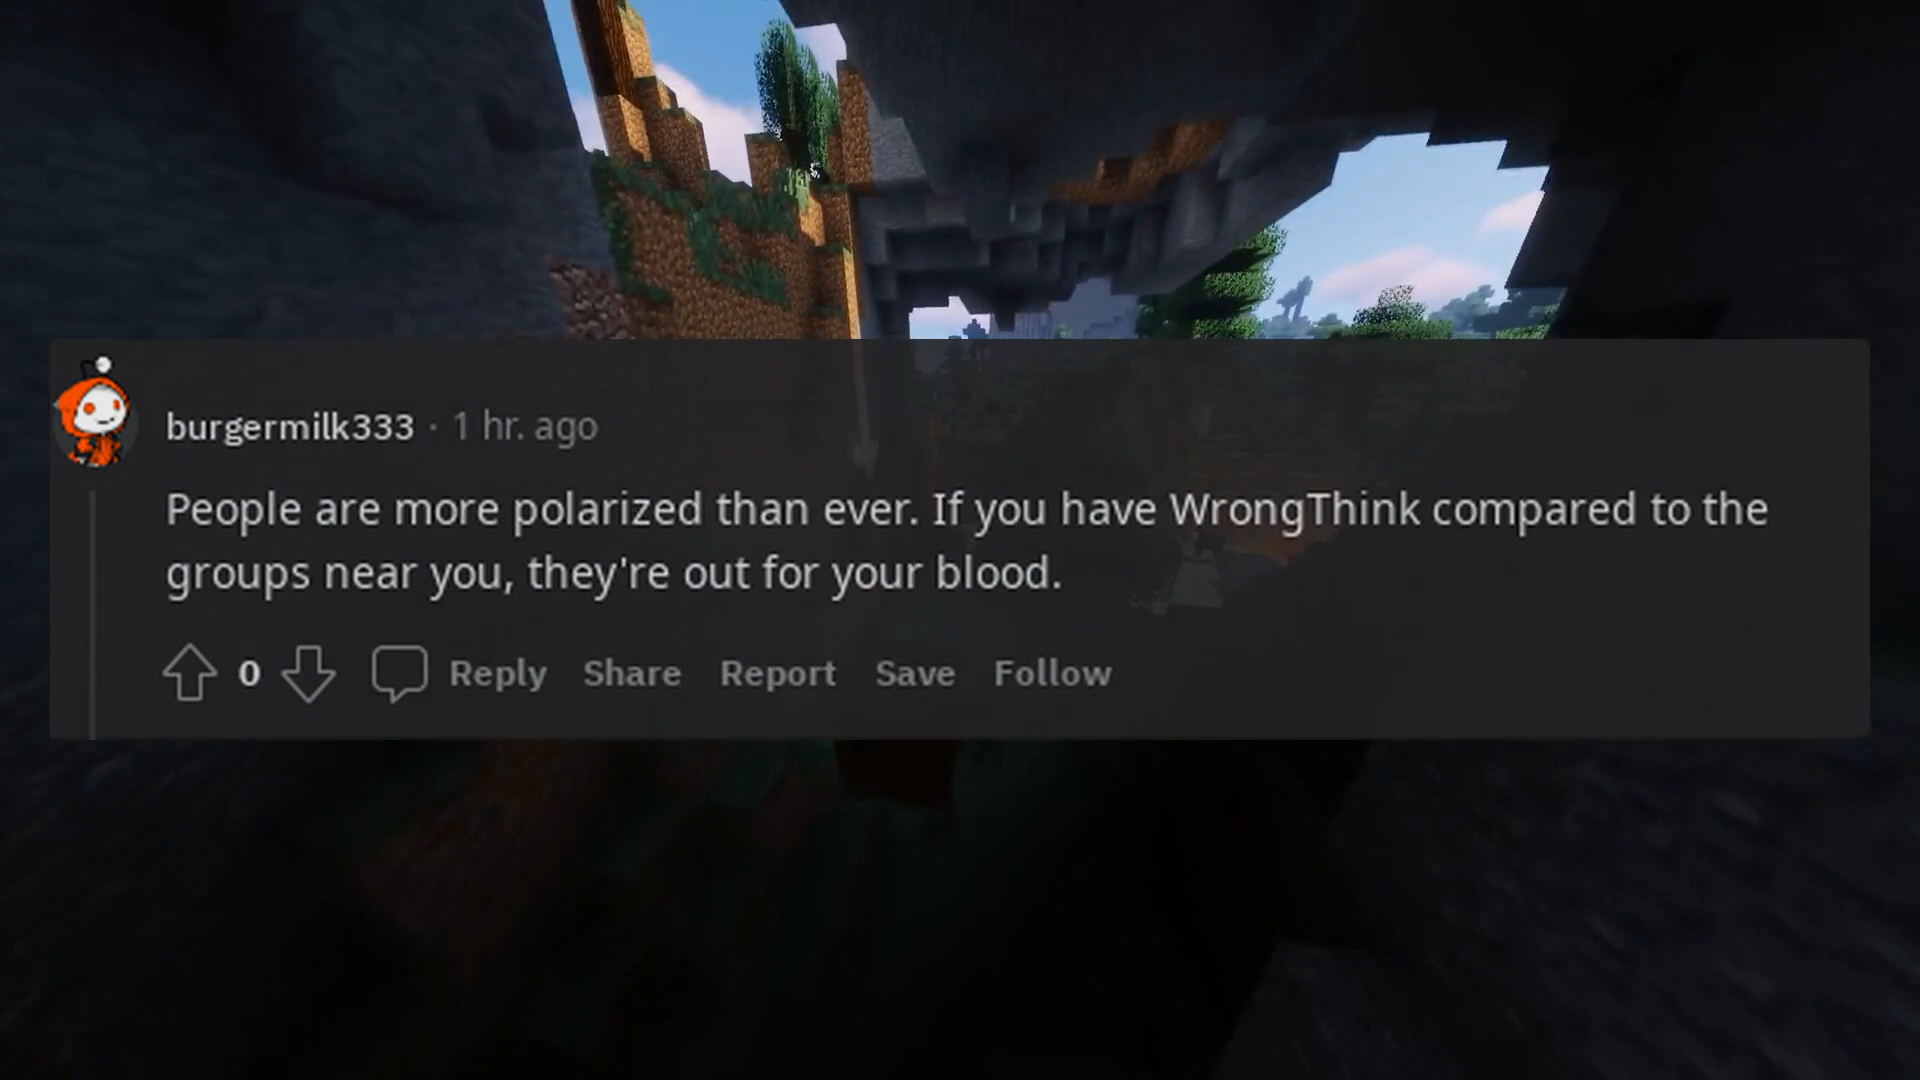 burgermilk333 · 1 hr. ago
People are more polarized than ever. If you have WrongThink compared to the
groups near you, they're out for your blood.
0 Reply Share Report Save Follow